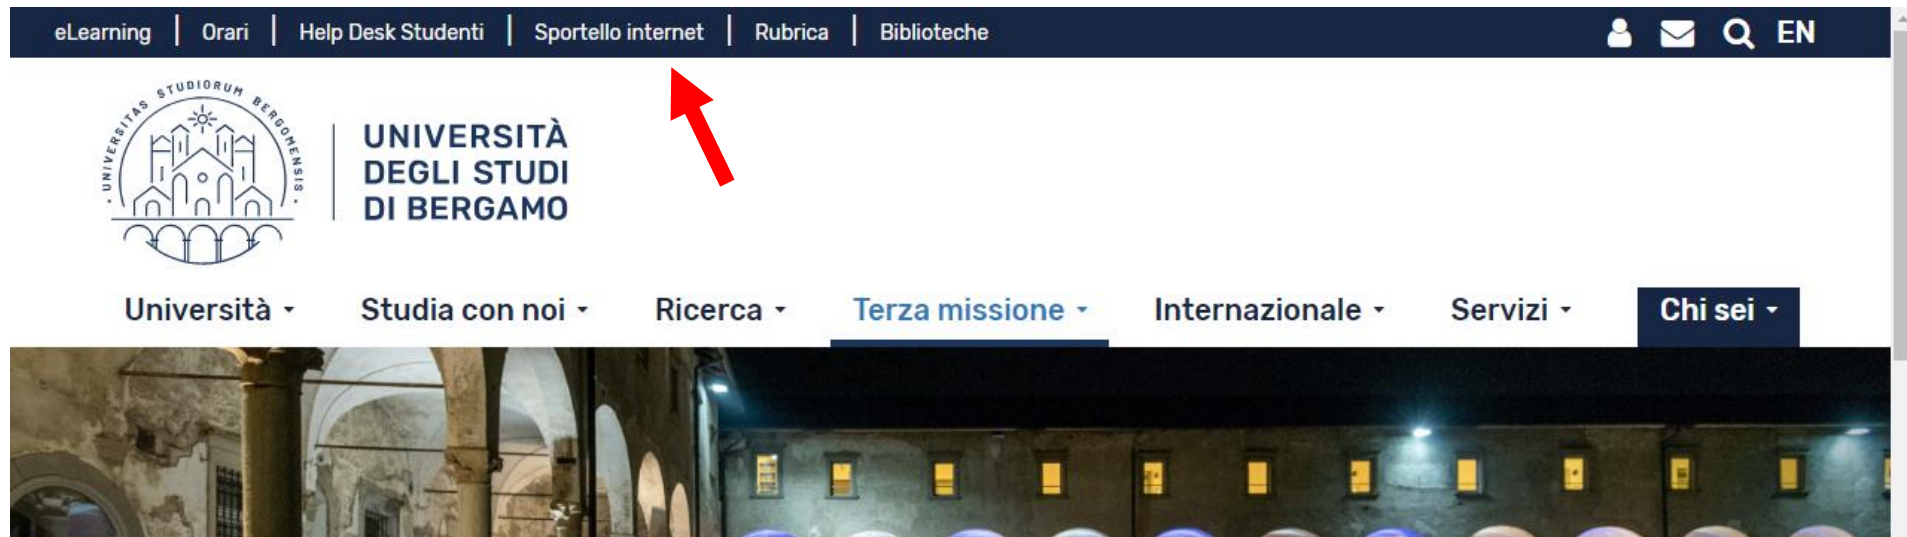 eLearning | Orari | Help Desk Studenti | Sportello internet | Rubrica | Biblioteche EN
UNIVERSITAS STUDIORUM BERGOMENSIS
UNIVERSITÀ
DEGLI STUDI
DI BERGAMO
Università Studia con noi Ricerca Terza missione Internazionale Servizi Chi sei